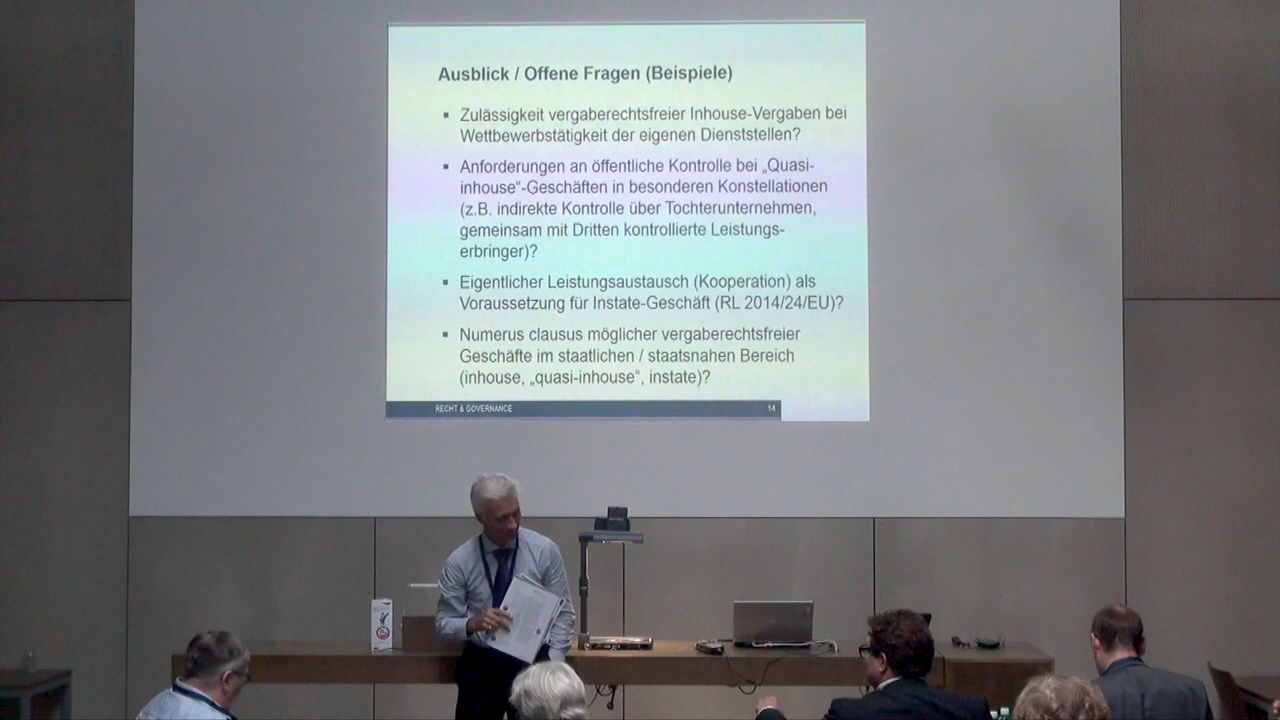 Ausblick / Offene Fragen (Beispiele)
▪ Zulässigkeit vergaberechtsfreier Inhouse-Vergaben bei
Wettbewerbstätigkeit der eigenen Dienststellen?
▪ Anforderungen an öffentliche Kontrolle bei „Quasi-
inhouse“-Geschäften in besonderen Konstellationen
(z.B. indirekte Kontrolle über Tochterunternehmen,
gemeinsam mit Dritten kontrollierte Leistungs-
erbringer)?
▪ Eigentlicher Leistungsaustausch (Kooperation) als
Voraussetzung für Instate-Geschäft (RL 2014/24/EU)?
▪ Numerus clausus möglicher vergaberechtsfreier
Geschäfte im staatlichen / staatsnahen Bereich
(inhouse, „quasi-inhouse“, instate)?
RECHT & GOVERNANCE 14